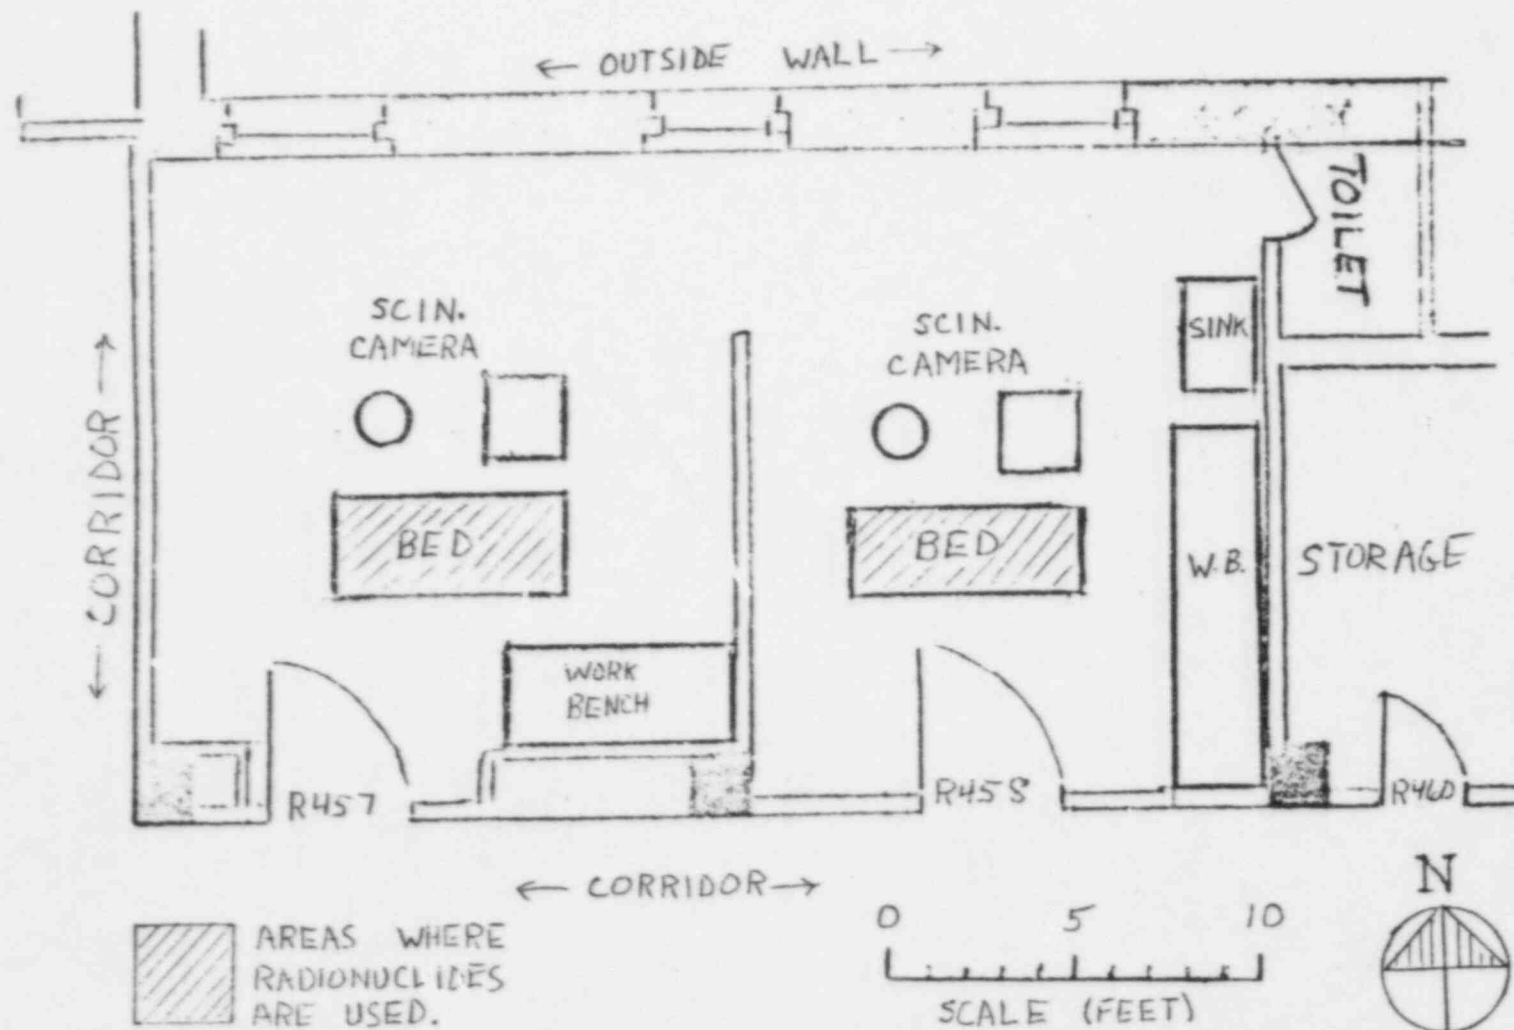 ← OUTSIDE WALL →
TOILET
SCIN.
CAMERA
SCIN.
CAMERA
SINK
← CORRIDOR →
BED
BED
W.B.
STORAGE
WORK
BENCH
R457
R458
R460
← CORRIDOR →
AREAS WHERE
RADIONUCLIDES
ARE USED.
0 5 10
SCALE (FEET)
N